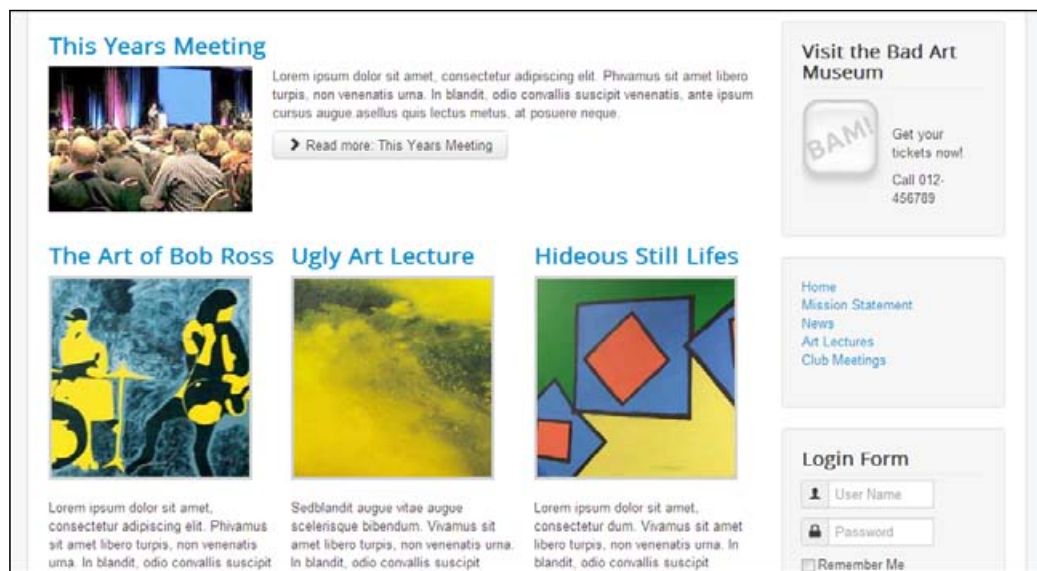 This Years Meeting
Lorem ipsum dolor sit amet, consectetur adipiscing elit. Phivamus sit amet libero
turpis, non venenatis urna. In blandit, odio convallis suscipit venenatis, ante ipsum
cursus augue.asellus quis lectus metus, at posuere neque.
Read more: This Years Meeting
The Art of Bob Ross
Lorem ipsum dolor sit amet,
consectetur adipiscing elit. Phivamus
sit amet libero turpis, non venenatis
urna. In blandit, odio convallis suscipit
Ugly Art Lecture
Sedblandit augue vitae augue
scelerisque bibendum. Vivamus sit
amet libero turpis, non venenatis urna.
In blandit, odio convallis suscipit
Hideous Still Lifes
Lorem ipsum dolor sit amet,
consectetur dum. Vivamus sit amet
libero turpis, non venenatis urna. In
blandit, odio convallis suscipit
Visit the Bad Art
Museum
BAM!
Get your
tickets now!
Call 012-
456789
Home
Mission Statement
News
Art Lectures
Club Meetings
Login Form
User Name
Password
Remember Me